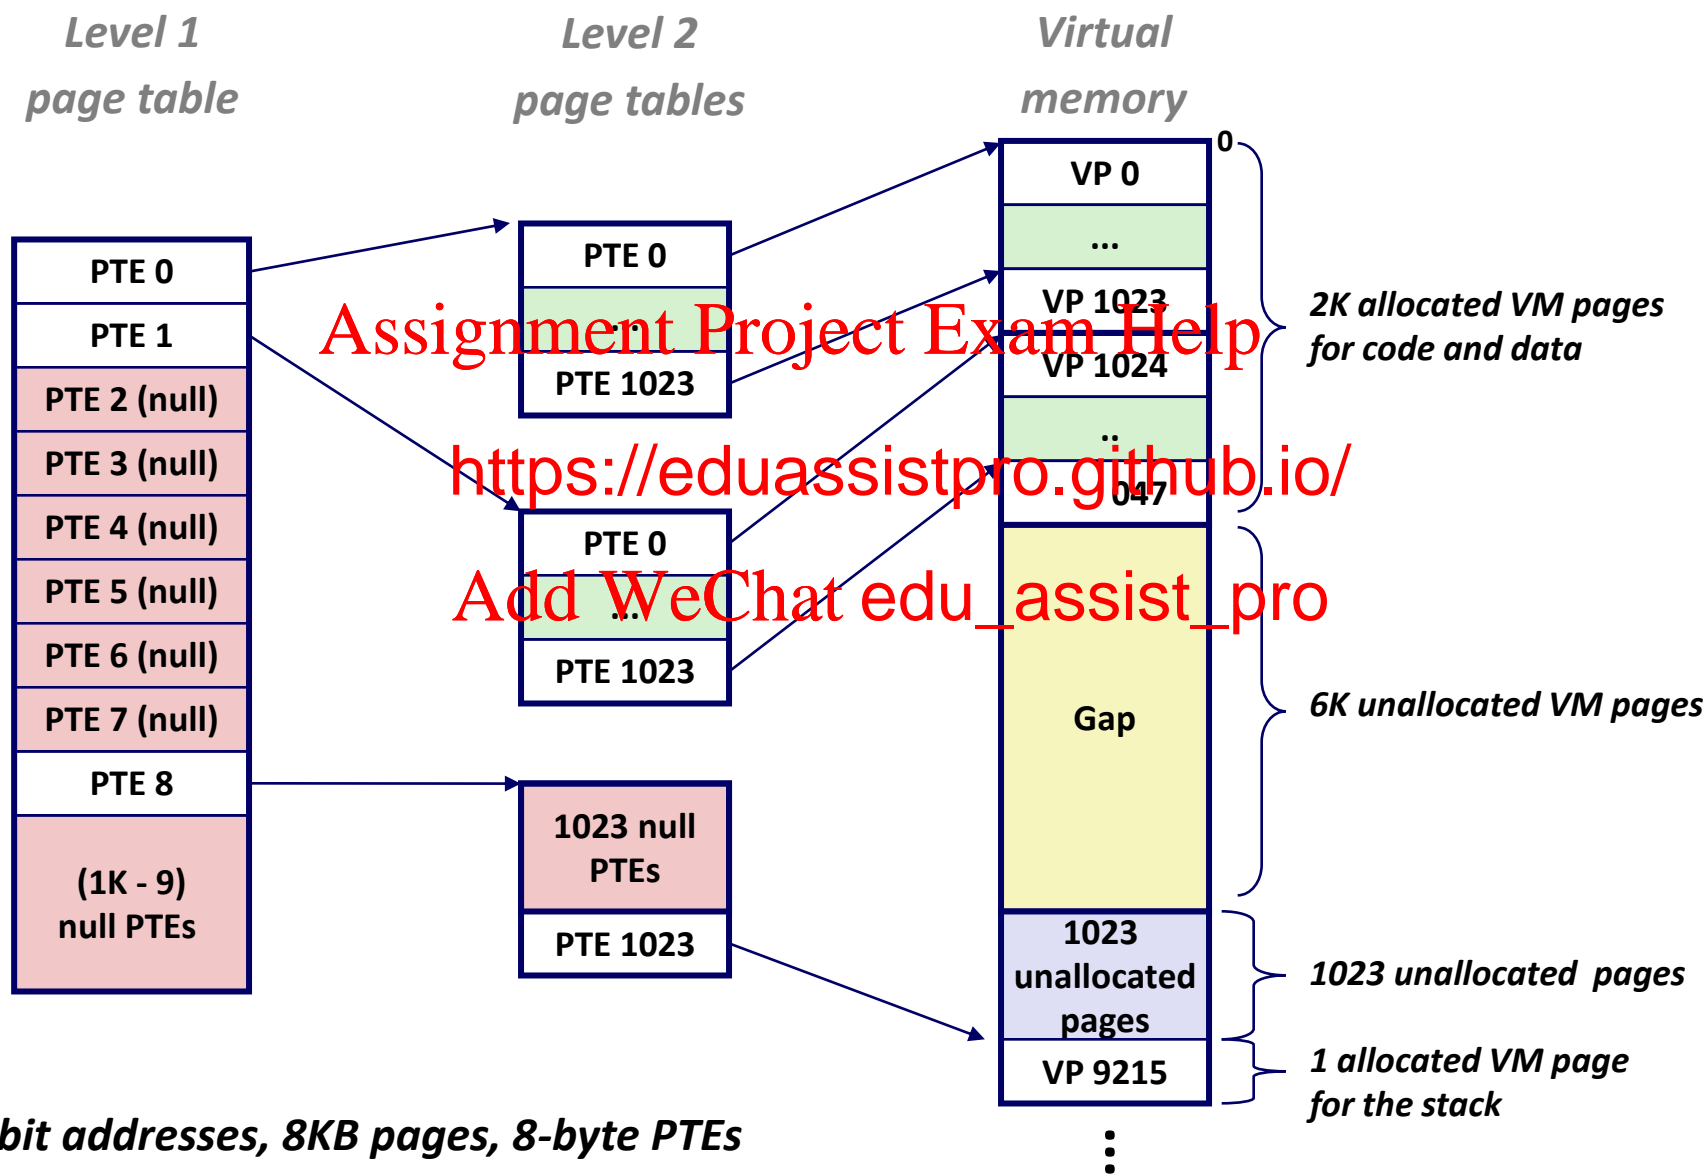 Level 1
page table
Level 2
page tables
Virtual
memory
PTE 0
PTE 1
PTE 2 (null)
PTE 3 (null)
PTE 4 (null)
PTE 5 (null)
PTE 6 (null)
PTE 7 (null)
PTE 8
(1K - 9)
null PTEs
PTE 0
...
PTE 1023
PTE 0
...
PTE 1023
1023 null
PTEs
PTE 1023
0
VP 0
...
VP 1023
VP 1024
..
047
Gap
1023
unallocated
pages
VP 9215
2K allocated VM pages
for code and data
6K unallocated VM pages
1023 unallocated pages
1 allocated VM page
for the stack
Assignment Project Exam Help
https://eduassistpro.github.io/
Add WeChat edu_assist_pro
bit addresses, 8KB pages, 8-byte PTEs
...